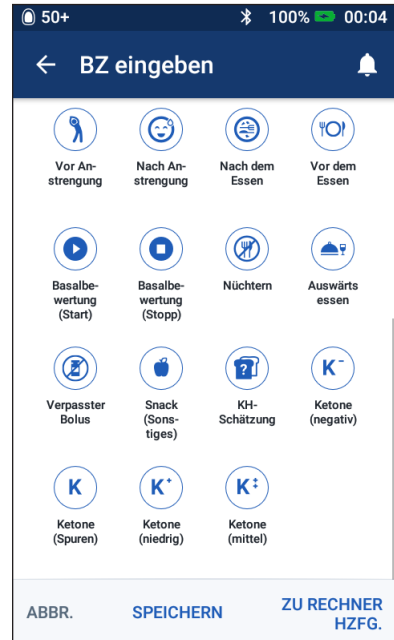 50+ 100% 00:04
BZ eingeben
Vor An-
strengung
Nach An-
strengung
Nach dem
Essen
Vor dem
Essen
Basalbe-
wertung
(Start)
Basalbe-
wertung
(Stopp)
Nüchtern
Auswärts
essen
Verpasster
Bolus
Snack
(Sons-
tiges)
?
KH-
Schätzung
K⁻
Ketone
(negativ)
K
Ketone
(Spuren)
K⁺
Ketone
(niedrig)
K‡
Ketone
(mittel)
ABBR.
SPEICHERN
ZU RECHNER
HZFG.